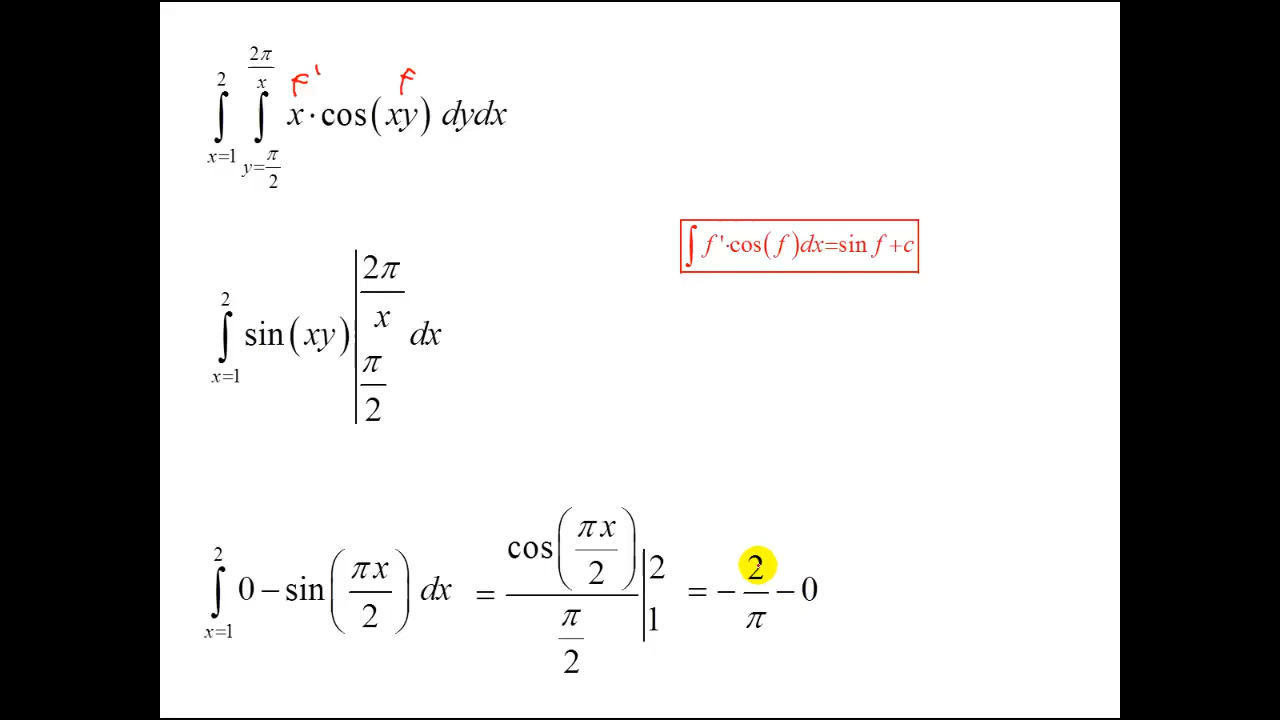 f' f
∫_{x=1}^{2} ∫_{y=π/2}^{2π/x} x·cos(xy) dydx
∫ f'·cos(f)dx=sin f+c
∫_{x=1}^{2} sin(xy) |_{π/2}^{2π/x} dx
∫_{x=1}^{2} 0−sin(πx/2) dx = cos(πx/2)/(π/2) |_{1}^{2} = −2/π−0